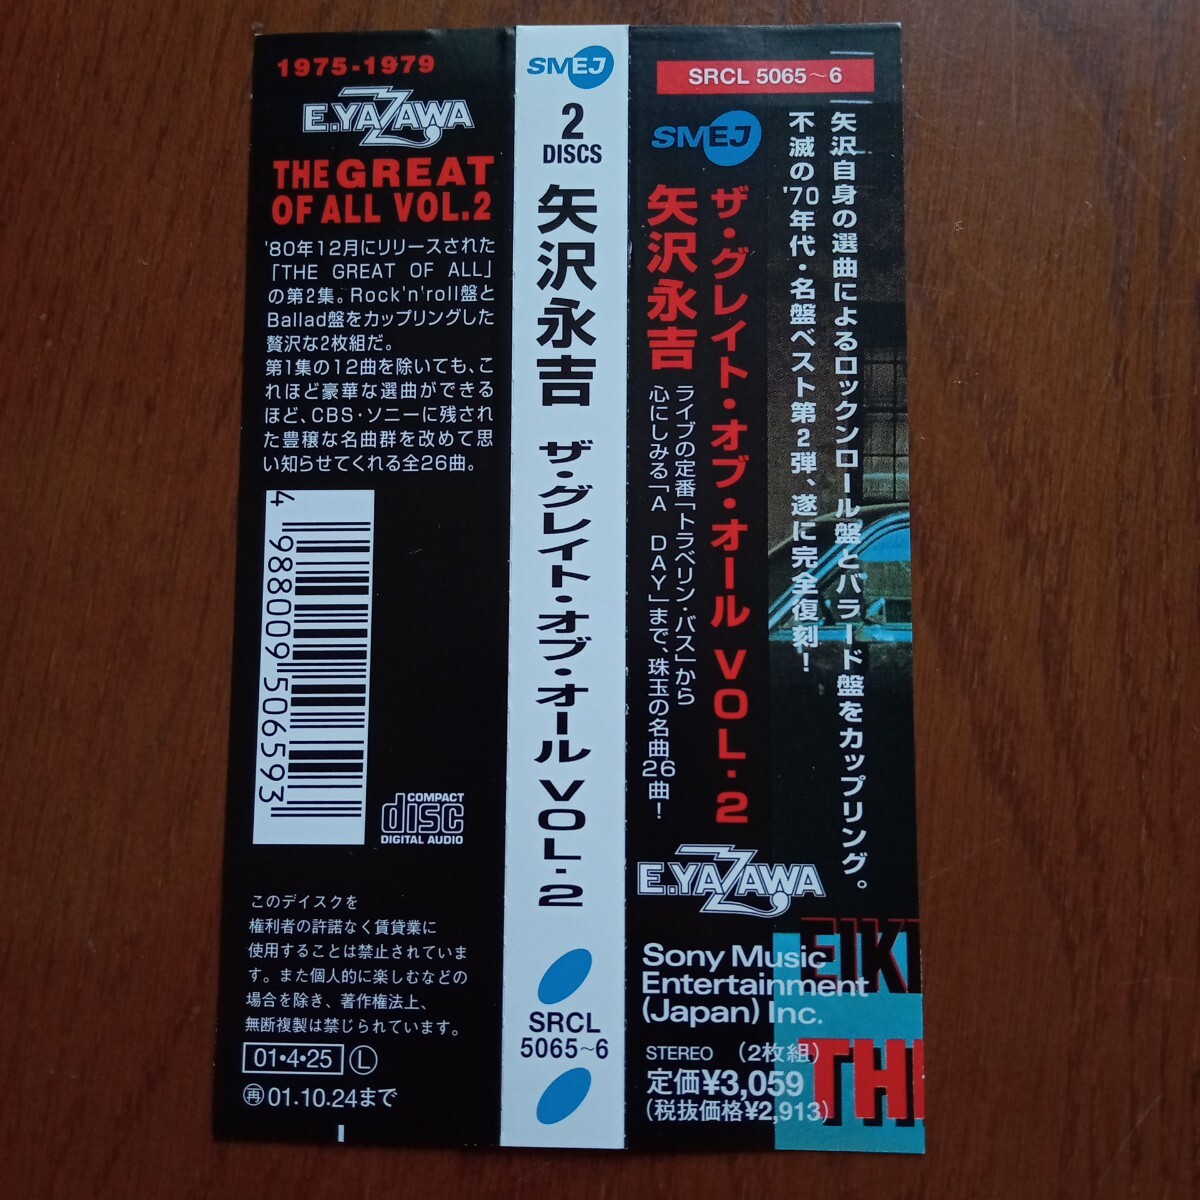 1975-1979
E.YAZAWA
THE GREAT
OF ALL VOL.2
'80年12月にリリースされた
「THE GREAT OF ALL」
の第2集。Rock'n'roll盤と
Ballad盤をカップリングした
贅沢な2枚組だ。
第1集の12曲を除いても、こ
れほど豪華な選曲ができる
ほど、CBS・ソニーに残され
た豊穣な名曲群を改めて思
い知らせてくれる全26曲。
4 988009 506593
COMPACT
disc
DIGITAL AUDIO
このデイスクを
権利者の許諾なく賃貸業に
使用することは禁止されていま
す。また個人的に楽しむなどの
場合を除き、著作権法上、
無断複製は禁じられています。
01・4・25 Ⓛ
㊢01.10.24まで
SMEJ
2
DISCS
矢沢永吉 ザ・グレイト・オブ・オール VOL.2
SRCL
5065~6
SRCL 5065~6
矢沢自身の選曲によるロックンロール盤とバラード盤をカップリング。
不滅の'70年代・名盤ベスト第2弾、遂に完全復刻!
SMEJ
ザ・グレイト・オブ・オール VOL.2
矢沢永吉
ライブの定番「トラベリン・バス」から
心にしみる「A DAY」まで、珠玉の名曲26曲!
E.YAZAWA
EIK
Sony Music
Entertainment
(Japan) Inc.
STEREO (2枚組)
定価¥3,059
(税抜価格¥2,913)
TH